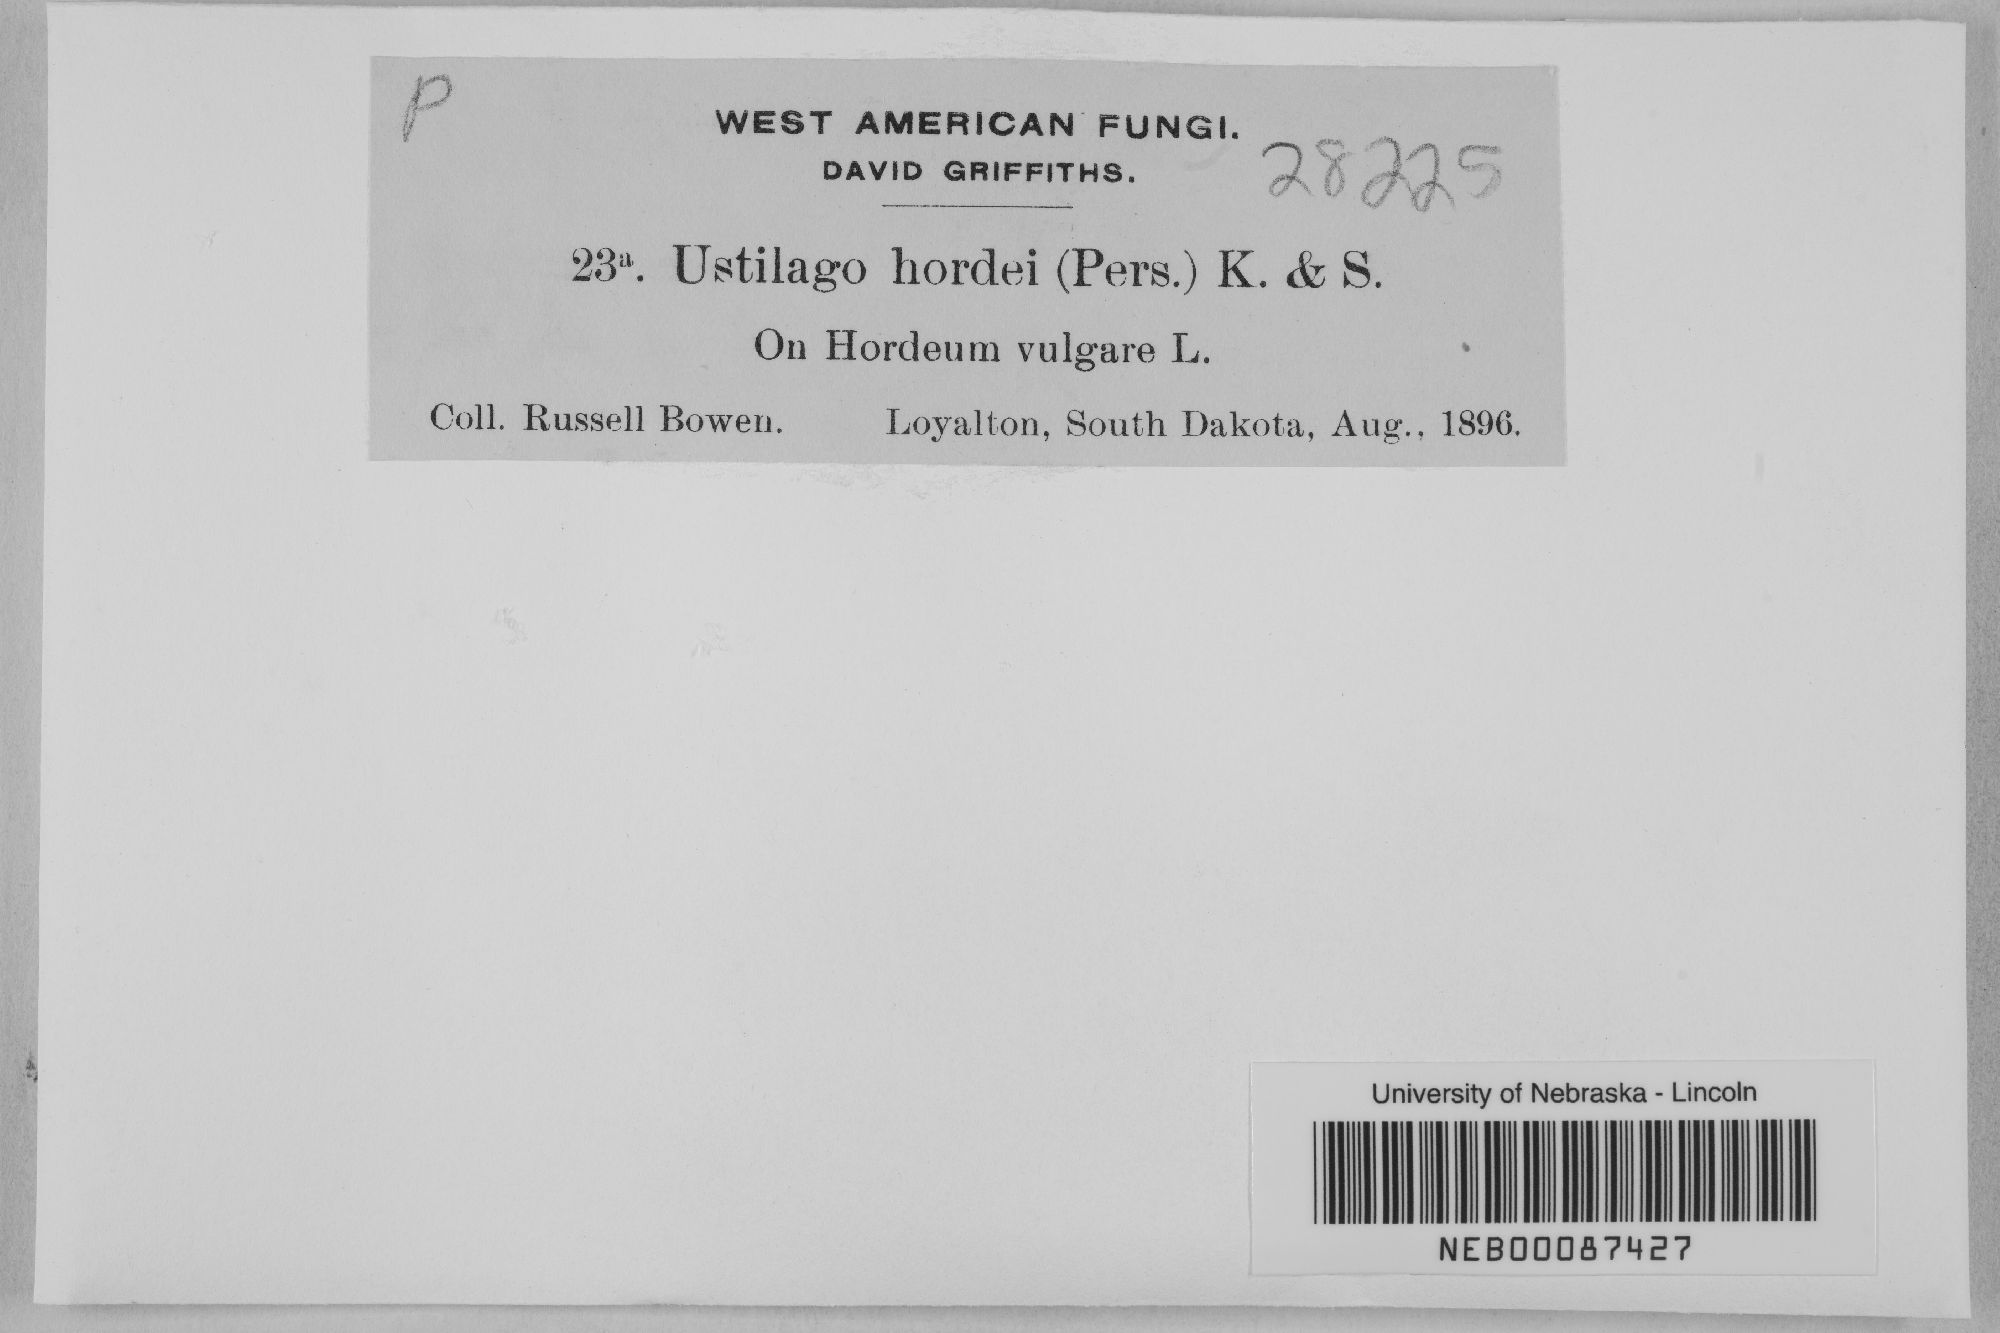 P
WEST AMERICAN FUNGI.
DAVID GRIFFITHS.
28225
23ª. Ustilago hordei (Pers.) K. & S.
On Hordeum vulgare L.
Coll. Russell Bowen. Loyalton, South Dakota, Aug., 1896.
University of Nebraska - Lincoln
NEB00087427